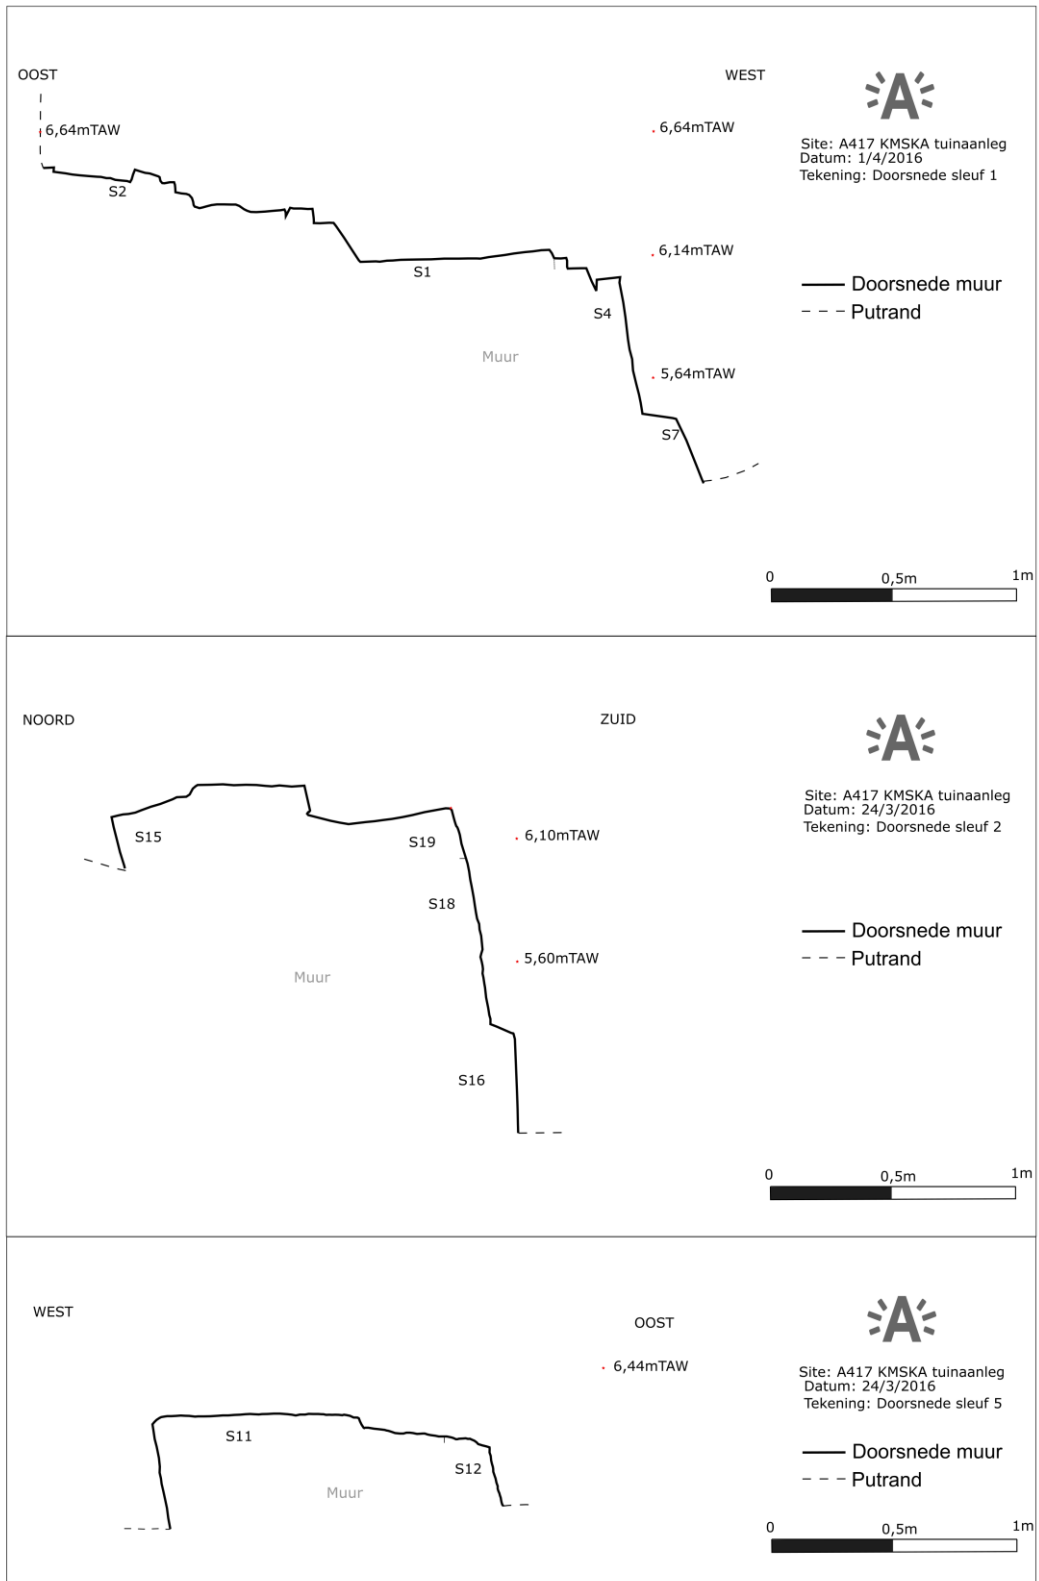 OOST
WEST
6,64mTAW
6,64mTAW
A
Site: A417 KMSKA tuinaanleg
Datum: 1/4/2016
Tekening: Doorsnede sleuf 1
S2
6,14mTAW
S1
Doorsnede muur
S4
Putrand
Muur
5,64mTAW
S7
0 0,5m 1m
NOORD
ZUID
A
Site: A417 KMSKA tuinaanleg
Datum: 24/3/2016
Tekening: Doorsnede sleuf 2
S15
S19
6,10mTAW
S18
Doorsnede muur
5,60mTAW
Putrand
Muur
S16
0 0,5m 1m
WEST
OOST
A
6,44mTAW
Site: A417 KMSKA tuinaanleg
Datum: 24/3/2016
Tekening: Doorsnede sleuf 5
S11
Doorsnede muur
S12
Putrand
Muur
0 0,5m 1m